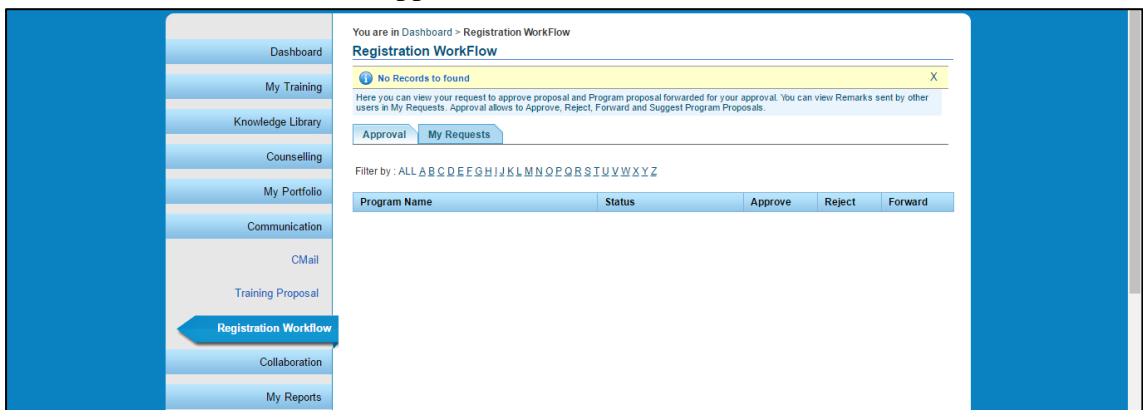 You are in Dashboard > Registration WorkFlow
Dashboard
Registration WorkFlow
No Records to found X
My Training
Here you can view your request to approve proposal and Program proposal forwarded for your approval. You can view Remarks sent by other
users in My Requests. Approval allows to Approve, Reject, Forward and Suggest Program Proposals.
Knowledge Library
Approval My Requests
Counselling
Filter by : ALL A B C D E F G H I J K L M N O P Q R S T U V W X Y Z
My Portfolio
Program Name Status Approve Reject Forward
Communication
CMail
Training Proposal
Registration Workflow
Collaboration
My Reports